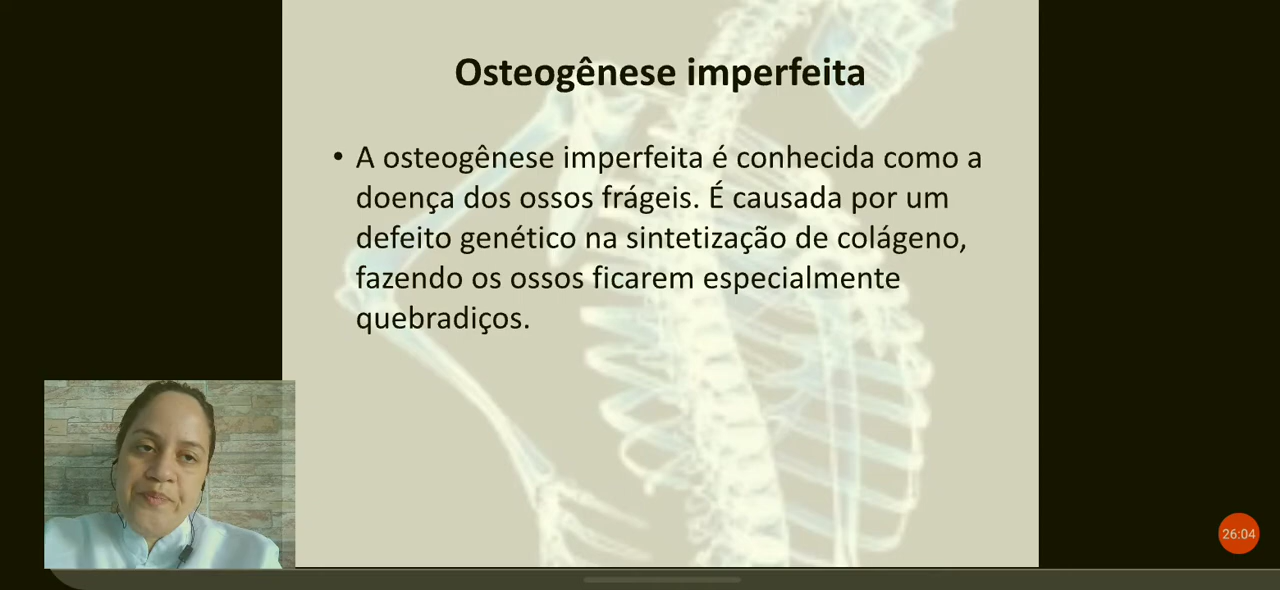 Osteogênese imperfeita
• A osteogênese imperfeita é conhecida como a
doença dos ossos frágeis. É causada por um
defeito genético na sintetização de colágeno,
fazendo os ossos ficarem especialmente
quebradiços.
26:04